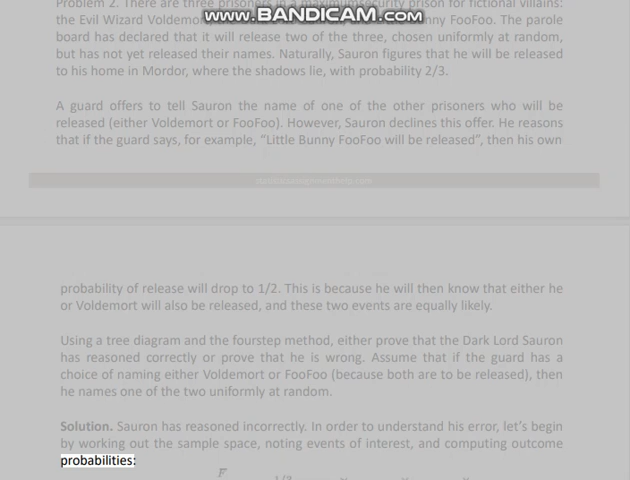 Problem 2. There are three prisoners in a maximumsecurity prison for fictional villains:
www.BANDICAM.com
the Evil Wizard Voldemort nny FooFoo. The parole
board has declared that it will release two of the three, chosen uniformly at random,
but has not yet released their names. Naturally, Sauron figures that he will be released
to his home in Mordor, where the shadows lie, with probability 2/3.
A guard offers to tell Sauron the name of one of the other prisoners who will be
released (either Voldemort or FooFoo). However, Sauron declines this offer. He reasons
that if the guard says, for example, “Little Bunny FooFoo will be released”, then his own
probability of release will drop to 1/2. This is because he will then know that either he
or Voldemort will also be released, and these two events are equally likely.
Using a tree diagram and the fourstep method, either prove that the Dark Lord Sauron
has reasoned correctly or prove that he is wrong. Assume that if the guard has a
choice of naming either Voldemort or FooFoo (because both are to be released), then
he names one of the two uniformly at random.
Solution. Sauron has reasoned incorrectly. In order to understand his error, let’s begin
by working out the sample space, noting events of interest, and computing outcome
probabilities:
F
1/3